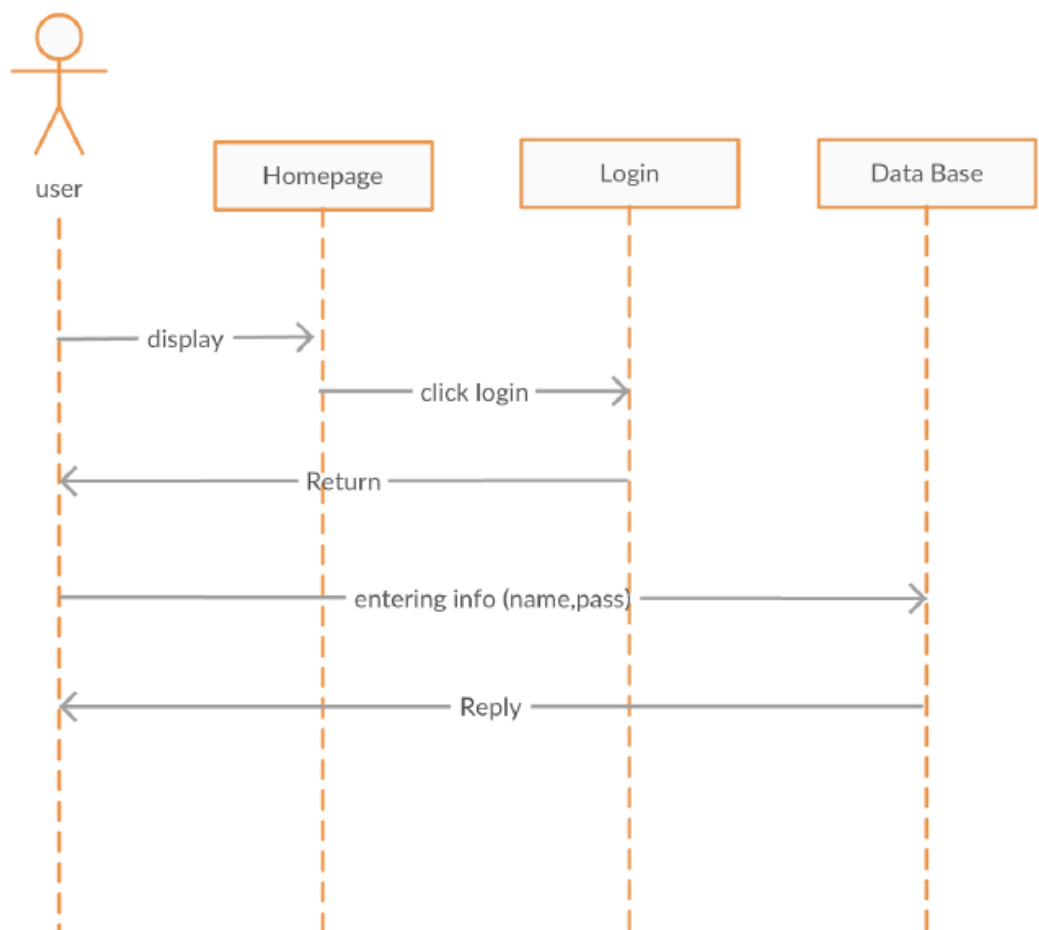 user
Homepage
Login
Data Base
display
click login
Return
entering info (name,pass)
Reply